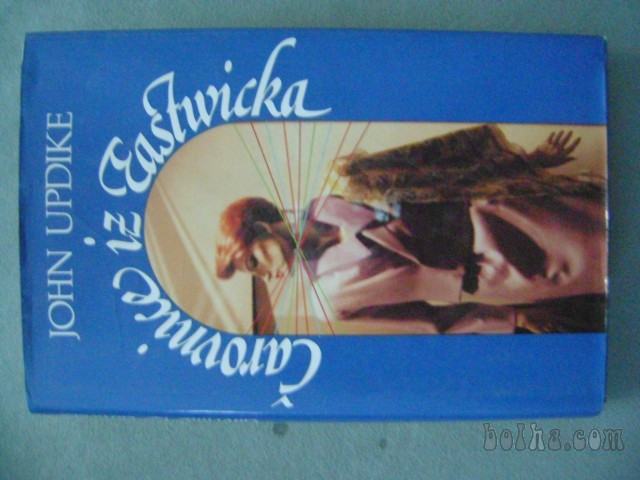 JOHN UPDIKE
Čarovnice iz Eastwicka
bolha.com